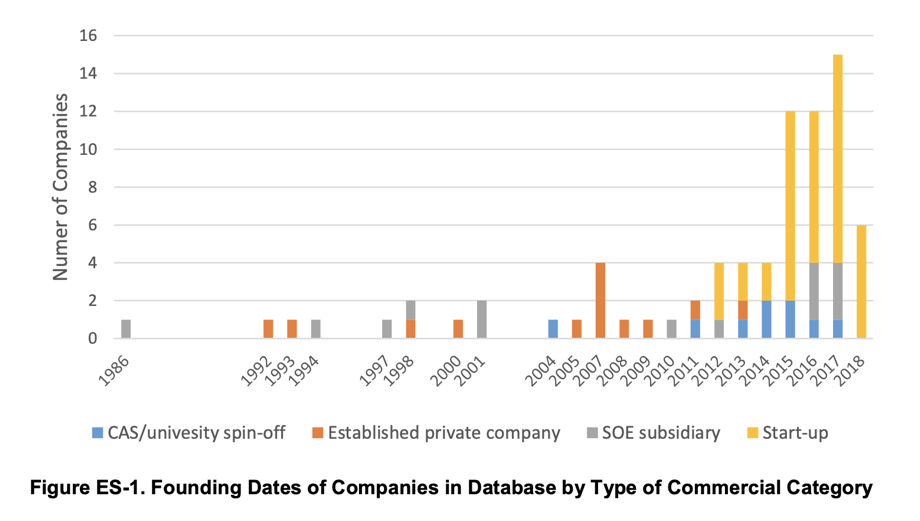 16
14
12
10
8
6
4
2
0
Numer of Companies
1986 1992 1993 1994 1997 1998 2000 2001 2004 2005 2007 2008 2009 2010 2011 2012 2013 2014 2015 2016 2017 2018
CAS/univesity spin-off Established private company SOE subsidiary Start-up
Figure ES-1. Founding Dates of Companies in Database by Type of Commercial Category